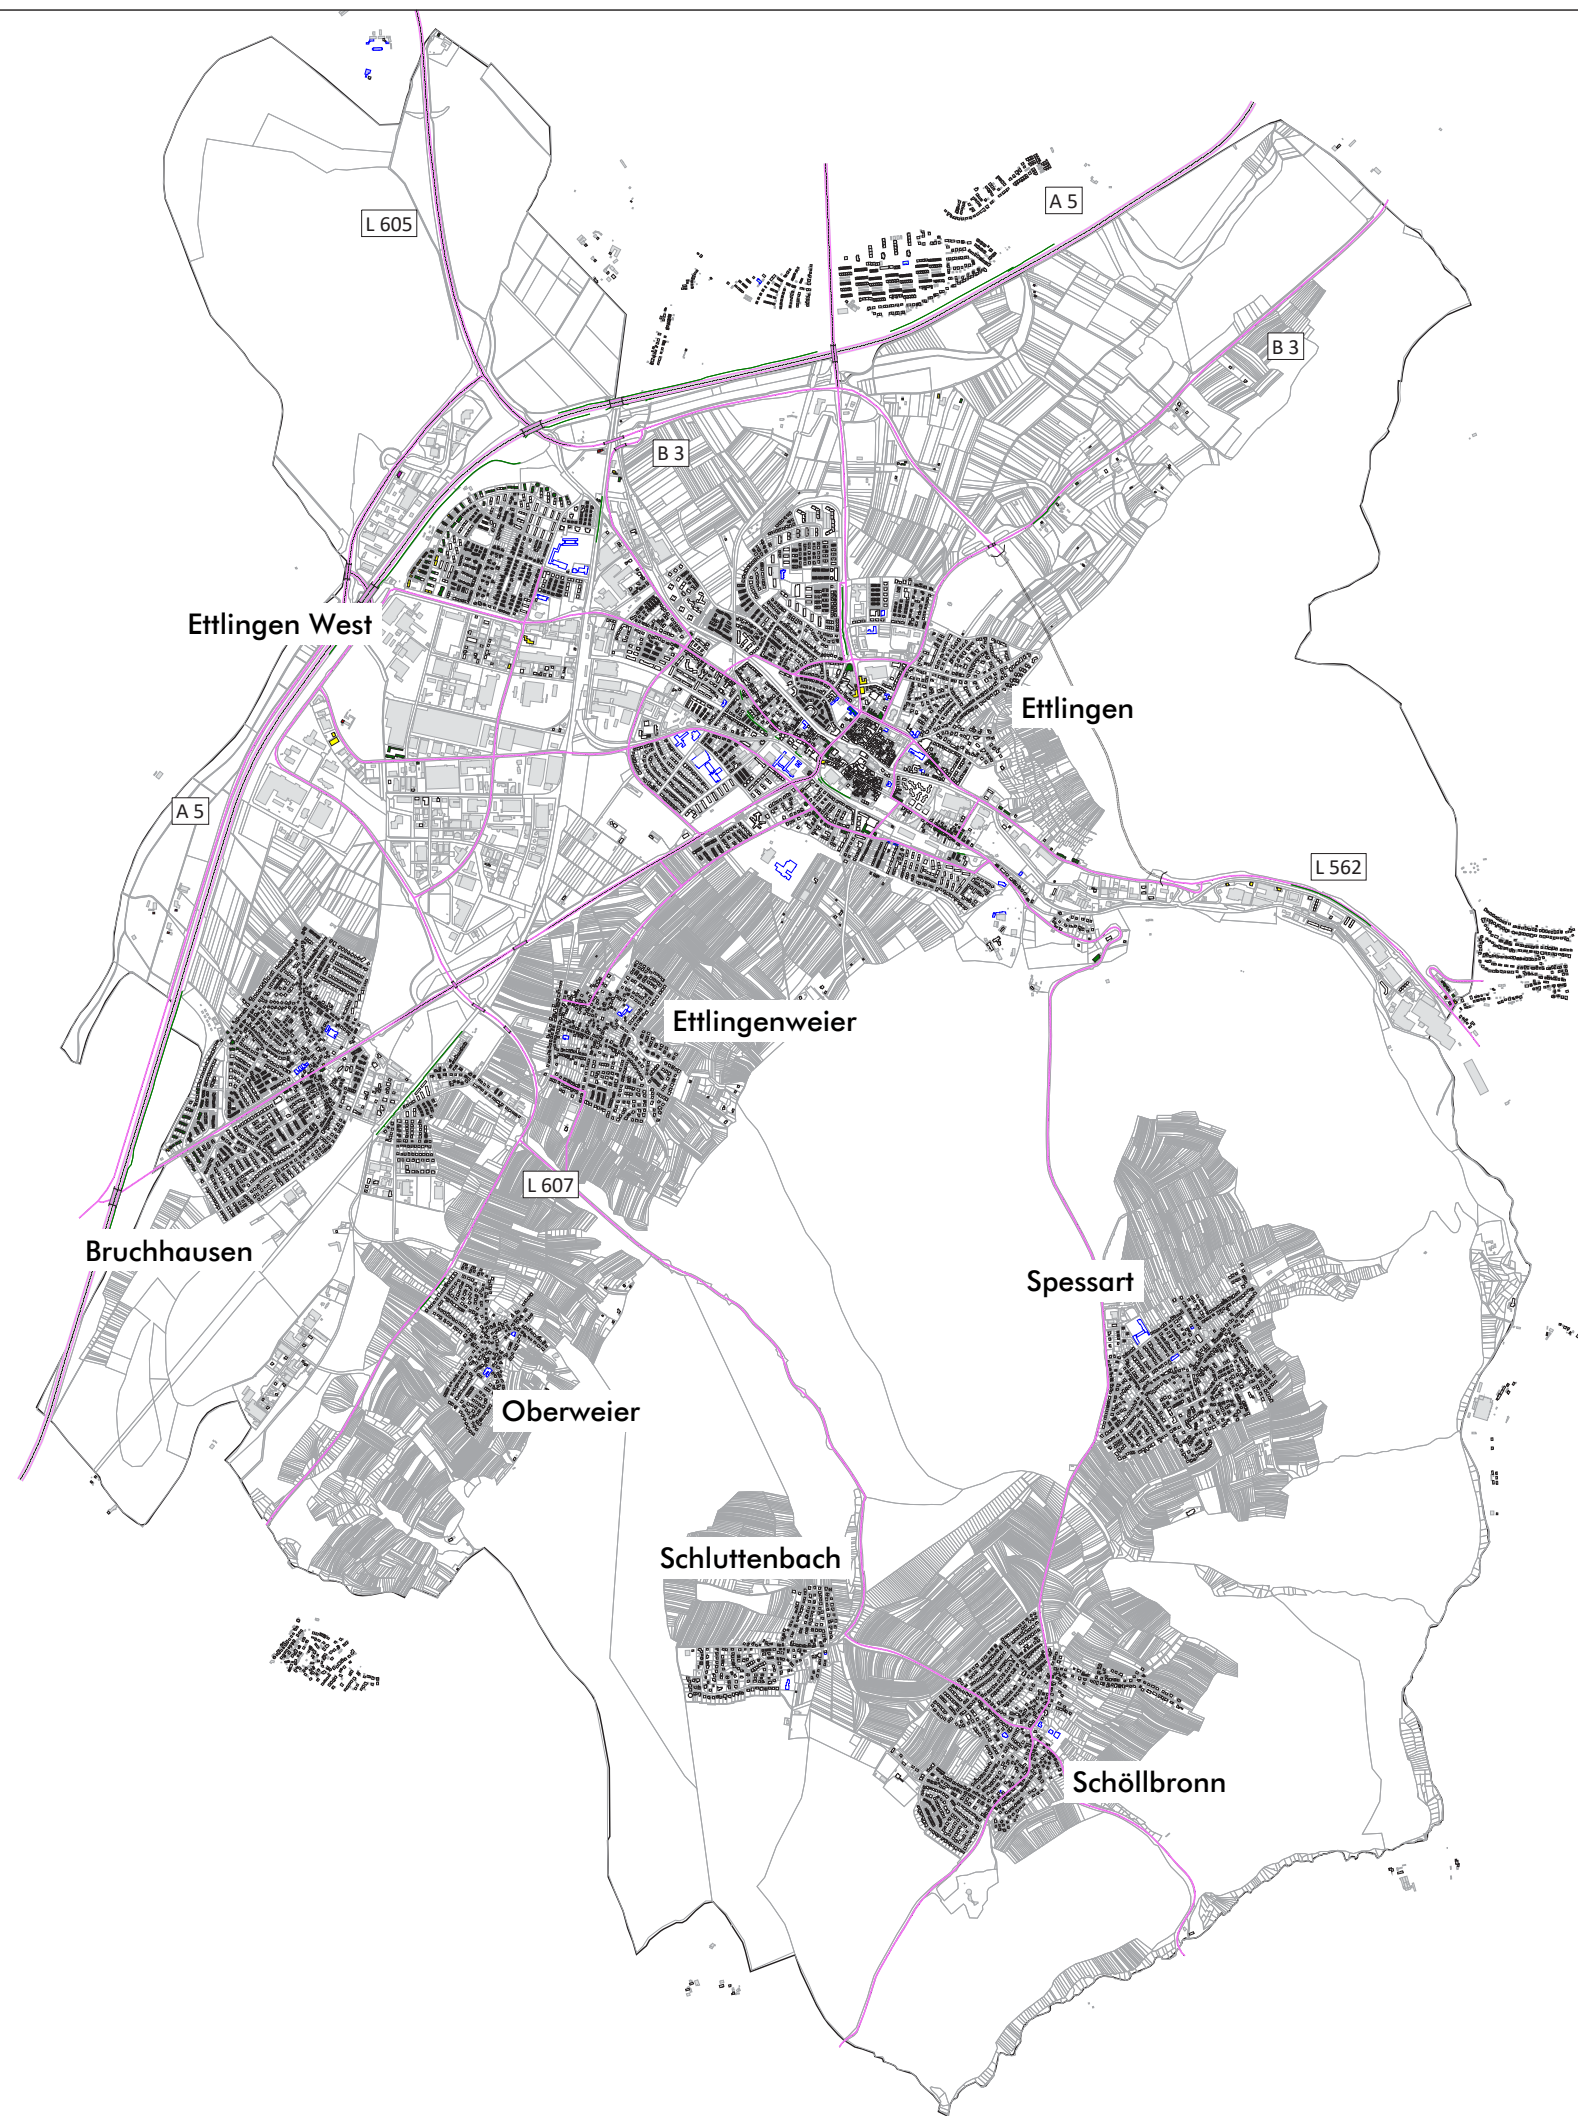 L 605
A 5
B 3
B 3
Ettlingen West
Ettlingen
A 5
L 562
Ettlingenweier
L 607
Bruchhausen
Spessart
Oberweier
Schluttenbach
Schöllbronn